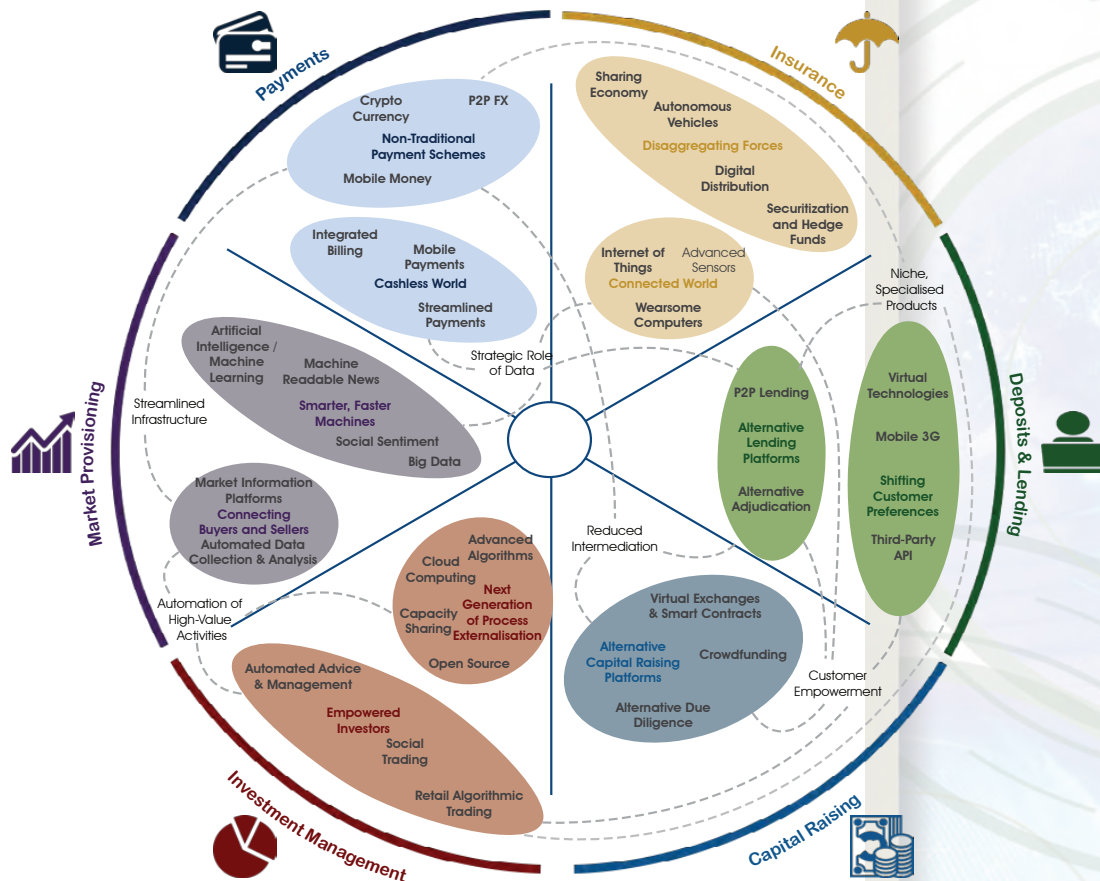 Payments
Crypto
Currency
P2P FX
Non-Traditional
Payment Schemes
Mobile Money
Integrated
Billing
Mobile
Payments
Cashless World
Streamlined
Payments
Insurance
Sharing
Economy
Autonomous
Vehicles
Disaggregating Forces
Digital
Distribution
Securitization
and Hedge
Funds
Internet of
Things
Advanced
Sensors
Connected World
Wearsome
Computers
Niche,
Specialised
Products
Strategic Role
of Data
Market Provisioning
Artificial
Intelligence /
Machine
Learning
Machine
Readable News
Smarter, Faster
Machines
Social Sentiment
Big Data
Streamlined
Infrastructure
Market Information
Platforms
Connecting
Buyers and Sellers
Automated Data
Collection & Analysis
Automation of
High-Value
Activities
Deposits & Lending
P2P Lending
Alternative
Lending
Platforms
Alternative
Adjudication
Virtual
Technologies
Mobile 3G
Shifting
Customer
Preferences
Third-Party
API
Reduced
Intermediation
Investment Management
Advanced
Algorithms
Cloud
Computing
Next
Generation
of Process
Externalisation
Capacity
Sharing
Open Source
Automated Advice
& Management
Empowered
Investors
Social
Trading
Retail Algorithmic
Trading
Capital Raising
Virtual Exchanges
& Smart Contracts
Alternative
Capital Raising
Platforms
Crowdfunding
Alternative Due
Diligence
Customer
Empowerment